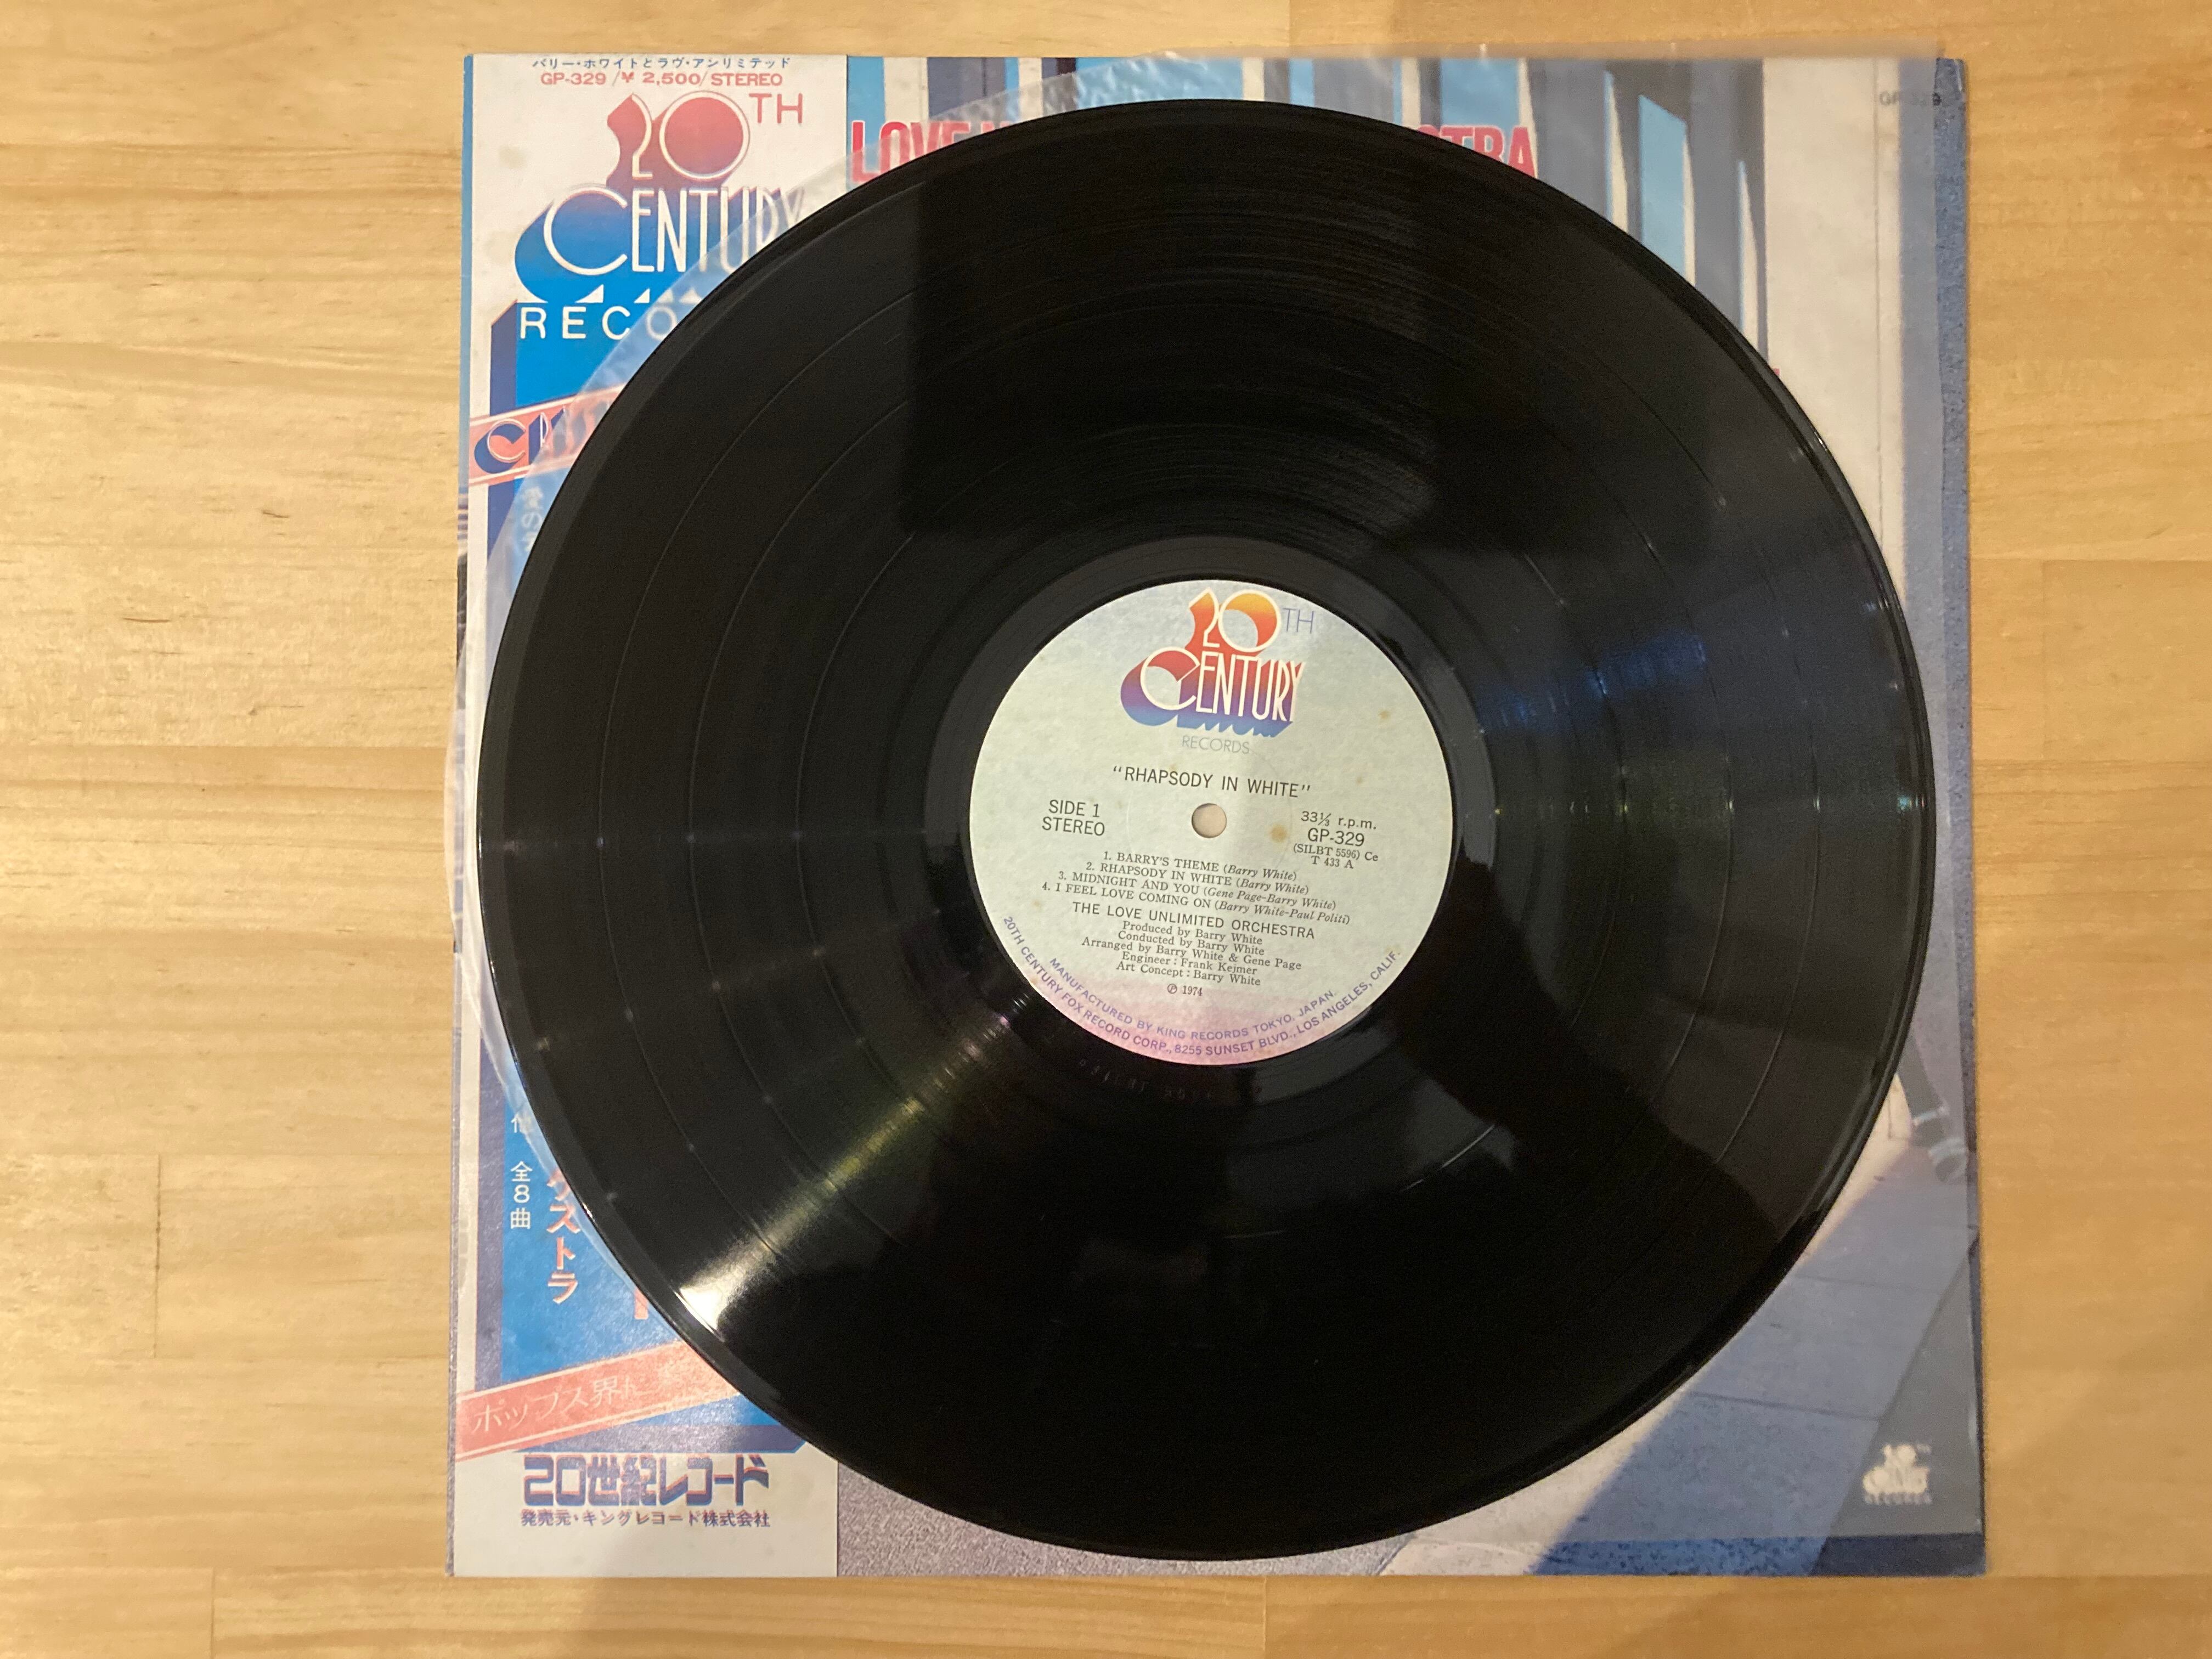 バリー・ホワイトとラヴ・アンリミテッド
GP-329/¥ 2,500/STEREO
20TH
CENTURY
RECO
LOVE
STRA
全8曲
ケストラ
ポップス界に
20世紀レコード
発売元・キングレコード株式会社
20TH
CENTURY
RECORDS
"RHAPSODY IN WHITE"
SIDE 1
STEREO
33⅓ r.p.m.
GP-329
(SILBT 5596) Ce
T 433 A
1. BARRY'S THEME (Barry White)
2. RHAPSODY IN WHITE (Barry White)
3. MIDNIGHT AND YOU (Gene Page-Barry White)
4. I FEEL LOVE COMING ON (Barry White-Paul Politi)
THE LOVE UNLIMITED ORCHESTRA
Produced by Barry White
Conducted by Barry White
Arranged by Barry White & Gene Page
Engineer : Frank Kejmer
Art Concept : Barry White
℗ 1974
MANUFACTURED BY KING RECORDS TOKYO. JAPAN.
20TH CENTURY FOX RECORD CORP., 8255 SUNSET BLVD., LOS ANGELES, CALIF.
20TH
CENTURY
RECORDS